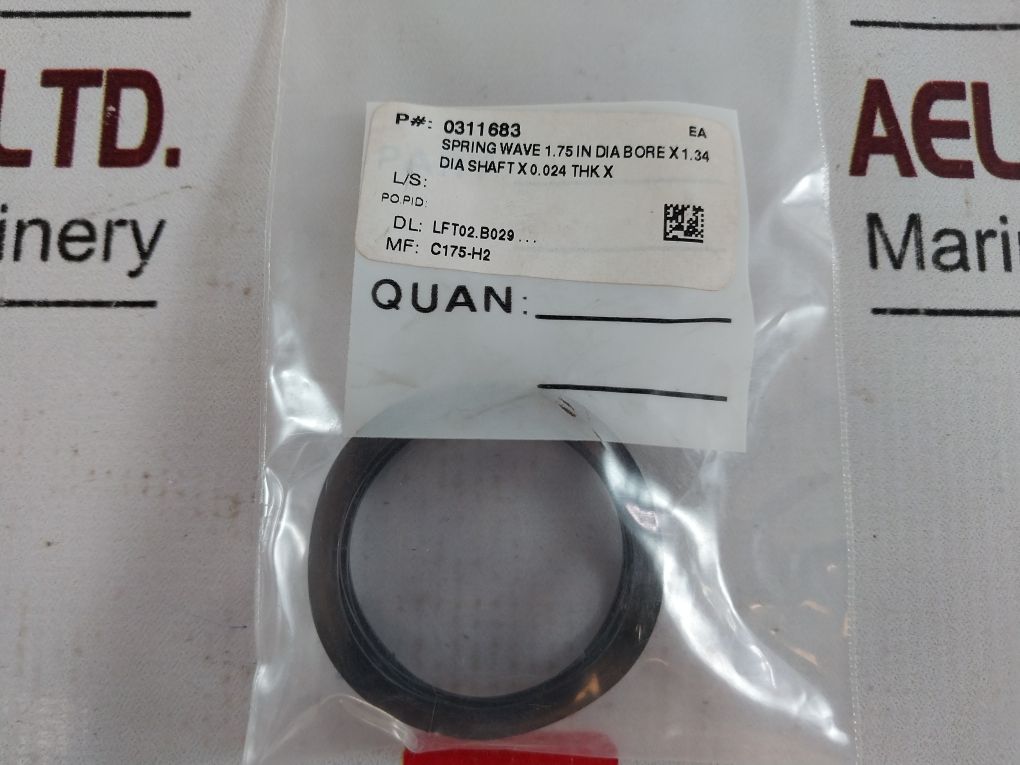 LTD.
inery
AEL
Mari
P#: 0311683 EA
SPRING WAVE 1.75 IN DIA BORE X 1.34
DIA SHAFT X 0.024 THK X
L/S:
PO.PID:
DL: LFT02.B029...
MF: C175-H2
QUAN: